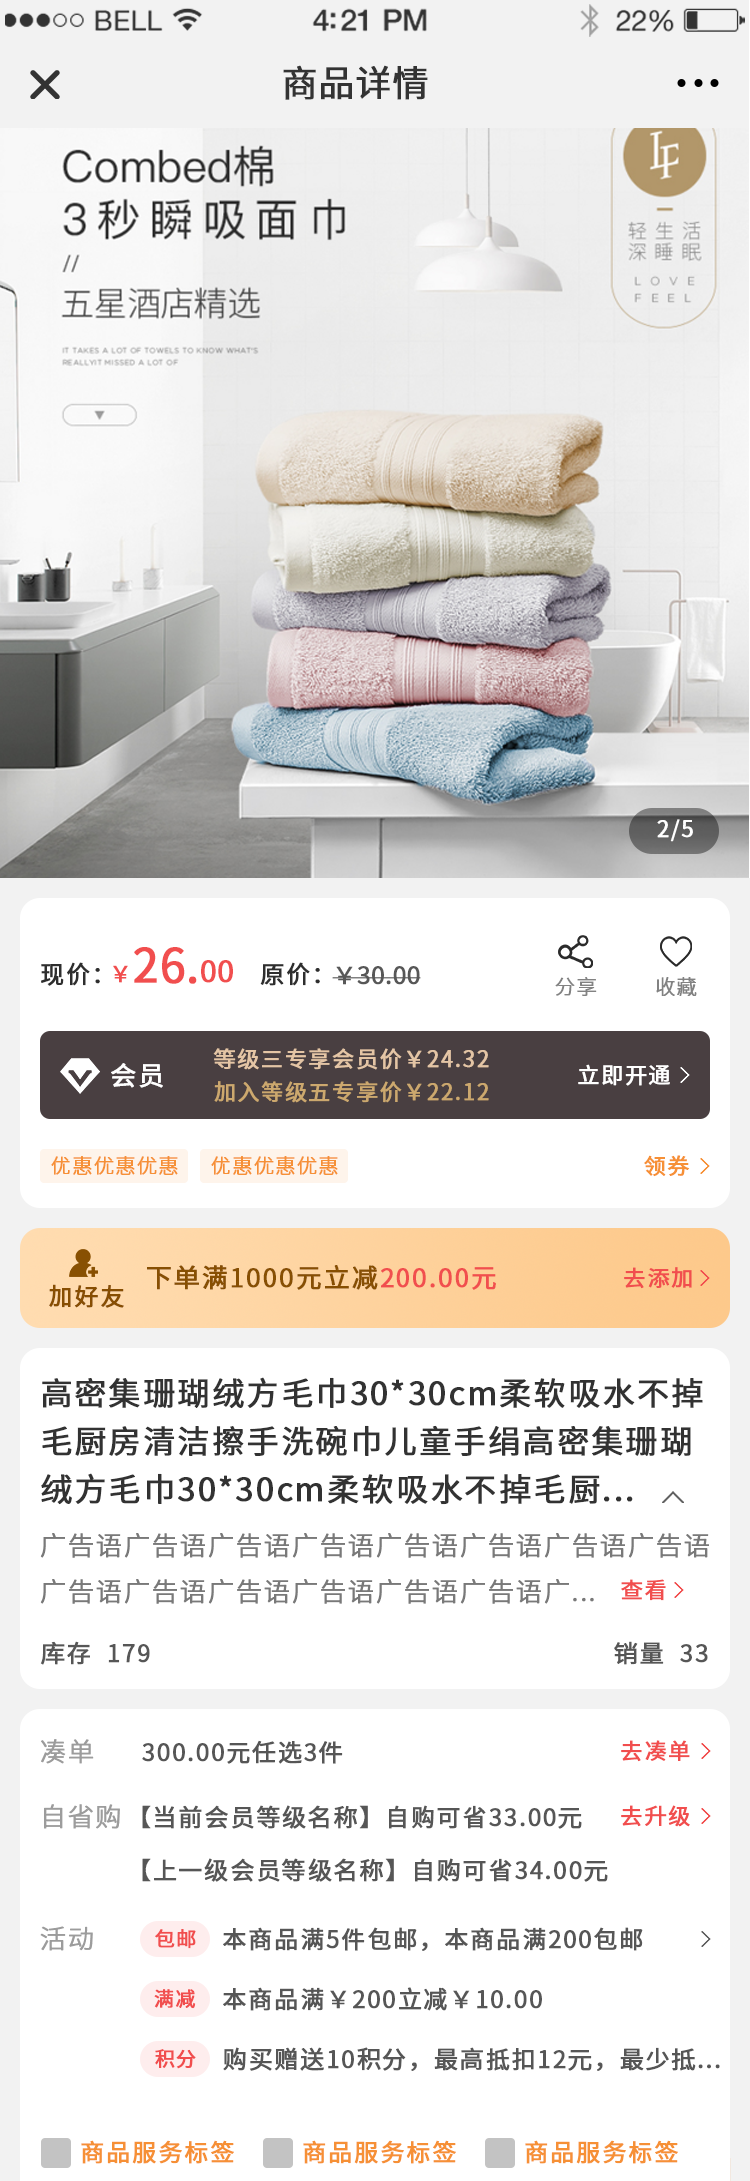 BELL 4:21 PM 22%
商品详情
Combed棉
3秒瞬吸面巾
//
五星酒店精选
IT TAKES A LOT OF TOWELS TO KNOW WHAT'S
REALLYIT MISSED A LOT OF
LF
轻生活
深睡眠
LOVE
FEEL
2/5
现价：¥26.00 原价：￥30.00
分享 收藏
会员
等级三专享会员价￥24.32
加入等级五专享价￥22.12
立即开通
优惠优惠优惠 优惠优惠优惠 领券
加好友 下单满1000元立减200.00元 去添加
高密集珊瑚绒方毛巾30*30cm柔软吸水不掉
毛厨房清洁擦手洗碗巾儿童手绢高密集珊瑚
绒方毛巾30*30cm柔软吸水不掉毛厨...
广告语广告语广告语广告语广告语广告语广告语广告语
广告语广告语广告语广告语广告语广告语广... 查看
库存 179 销量 33
凑单 300.00元任选3件 去凑单
自省购 【当前会员等级名称】自购可省33.00元 去升级
【上一级会员等级名称】自购可省34.00元
活动 包邮 本商品满5件包邮，本商品满200包邮
满减 本商品满￥200立减￥10.00
积分 购买赠送10积分，最高抵扣12元，最少抵...
商品服务标签 商品服务标签 商品服务标签